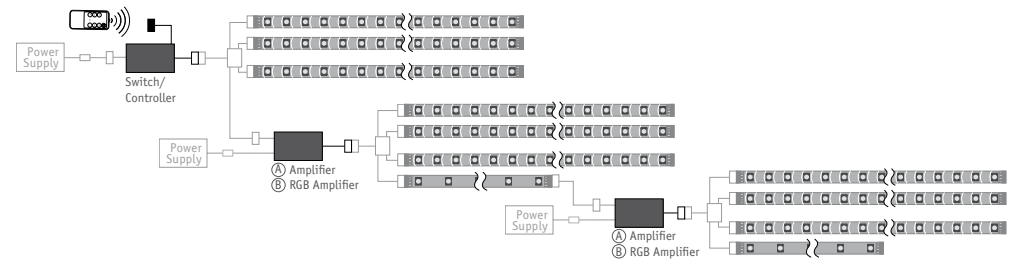 Power
Supply
Switch/
Controller
Power
Supply
A Amplifier
B RGB Amplifier
Power
Supply
A Amplifier
B RGB Amplifier